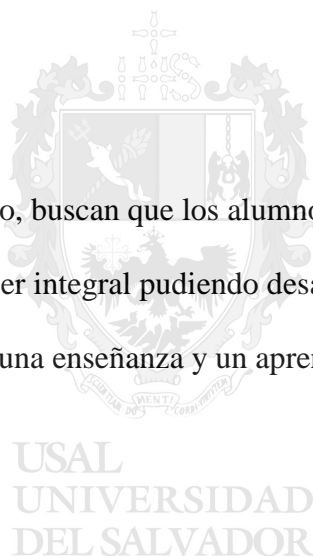 o, buscan que los alumno
er integral pudiendo desa
una enseñanza y un apren
USAL
UNIVERSIDAD
DEL SALVADOR